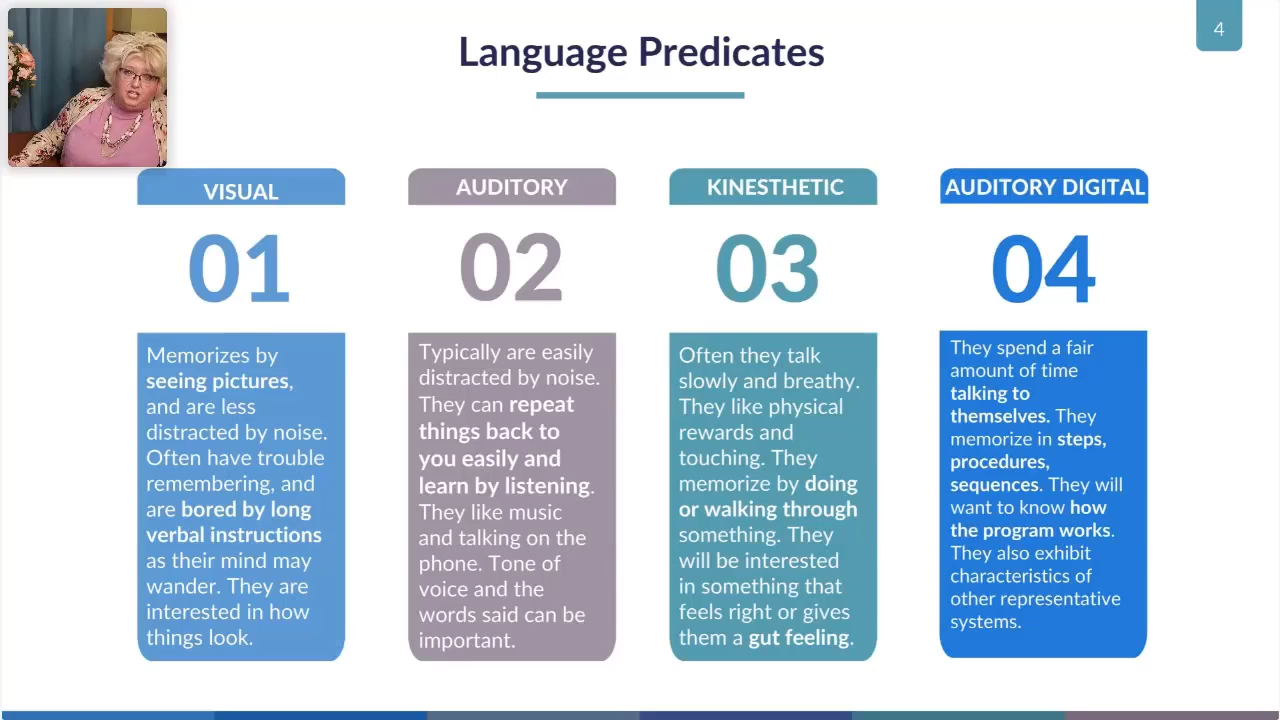 4
Language Predicates
VISUAL
01
Memorizes by
seeing pictures,
and are less
distracted by noise.
Often have trouble
remembering, and
are bored by long
verbal instructions
as their mind may
wander. They are
interested in how
things look.
AUDITORY
02
Typically are easily
distracted by noise.
They can repeat
things back to
you easily and
learn by listening.
They like music
and talking on the
phone. Tone of
voice and the
words said can be
important.
KINESTHETIC
03
Often they talk
slowly and breathy.
They like physical
rewards and
touching. They
memorize by doing
or walking through
something. They
will be interested
in something that
feels right or gives
them a gut feeling.
AUDITORY DIGITAL
04
They spend a fair
amount of time
talking to
themselves. They
memorize in steps,
procedures,
sequences. They will
want to know how
the program works.
They also exhibit
characteristics of
other representative
systems.